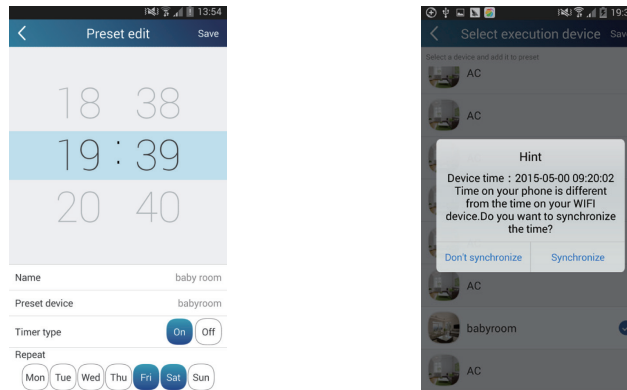 13:54
Preset edit Save
18 38
19 : 39
20 40
Name baby room
Preset device babyroom
Timer type On Off
Repeat
Mon Tue Wed Thu Fri Sat Sun
Select execution device
Select a device and add it to preset
AC
AC
Hint
Device time : 2015-05-00 09:20:02
Time on your phone is different
from the time on your WIFI
device.Do you want to synchronize
the time?
Don't synchronize Synchronize
AC
babyroom
AC